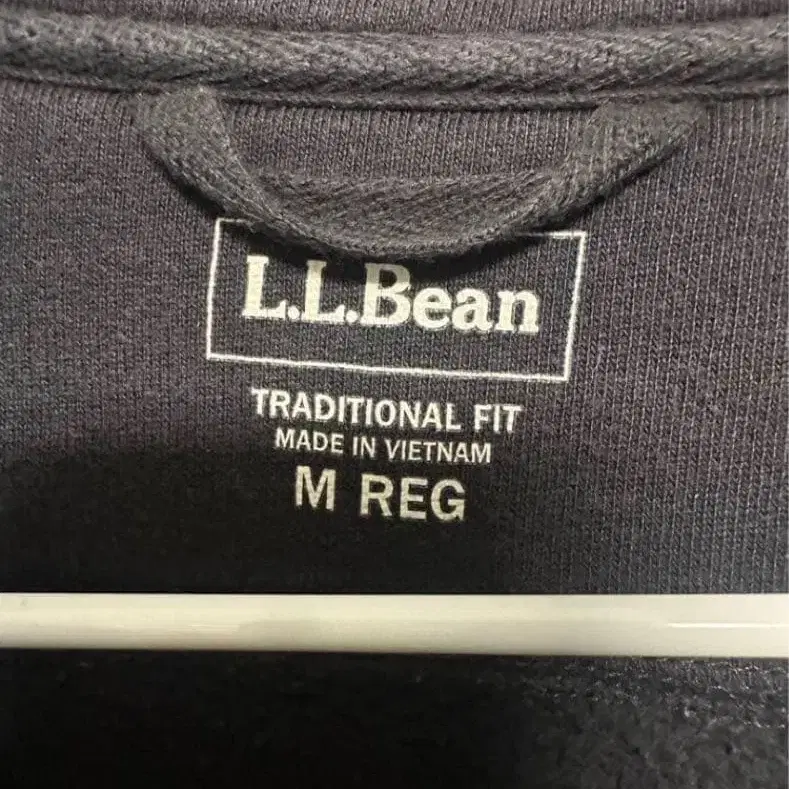 L.L.Bean
TRADITIONAL FIT
MADE IN VIETNAM
M REG